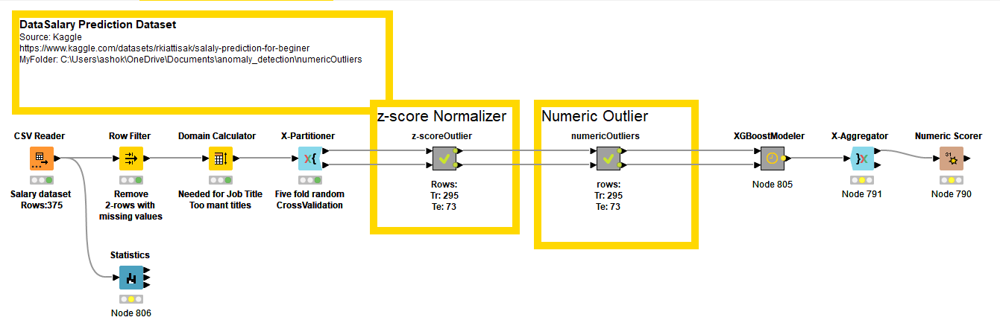 DataSalary Prediction Dataset
Source: Kaggle
https://www.kaggle.com/datasets/rkiattisak/salaly-prediction-for-beginer
MyFolder: C:\Users\ashok\OneDrive\Documents\anomaly_detection\numericOutliers
z-score Normalizer
Numeric Outlier
CSV Reader
Row Filter
Domain Calculator
X-Partitioner
z-scoreOutlier
numericOutliers
XGBoostModeler
X-Aggregator
Numeric Scorer
Salary dataset
Rows:375
Remove
2-rows with
missing values
Needed for Job Title
Too mant titles
Five fold random
CrossValidation
Rows:
Tr: 295
Te: 73
rows:
Tr: 295
Te: 73
Node 805
Node 791
Node 790
Statistics
Node 806